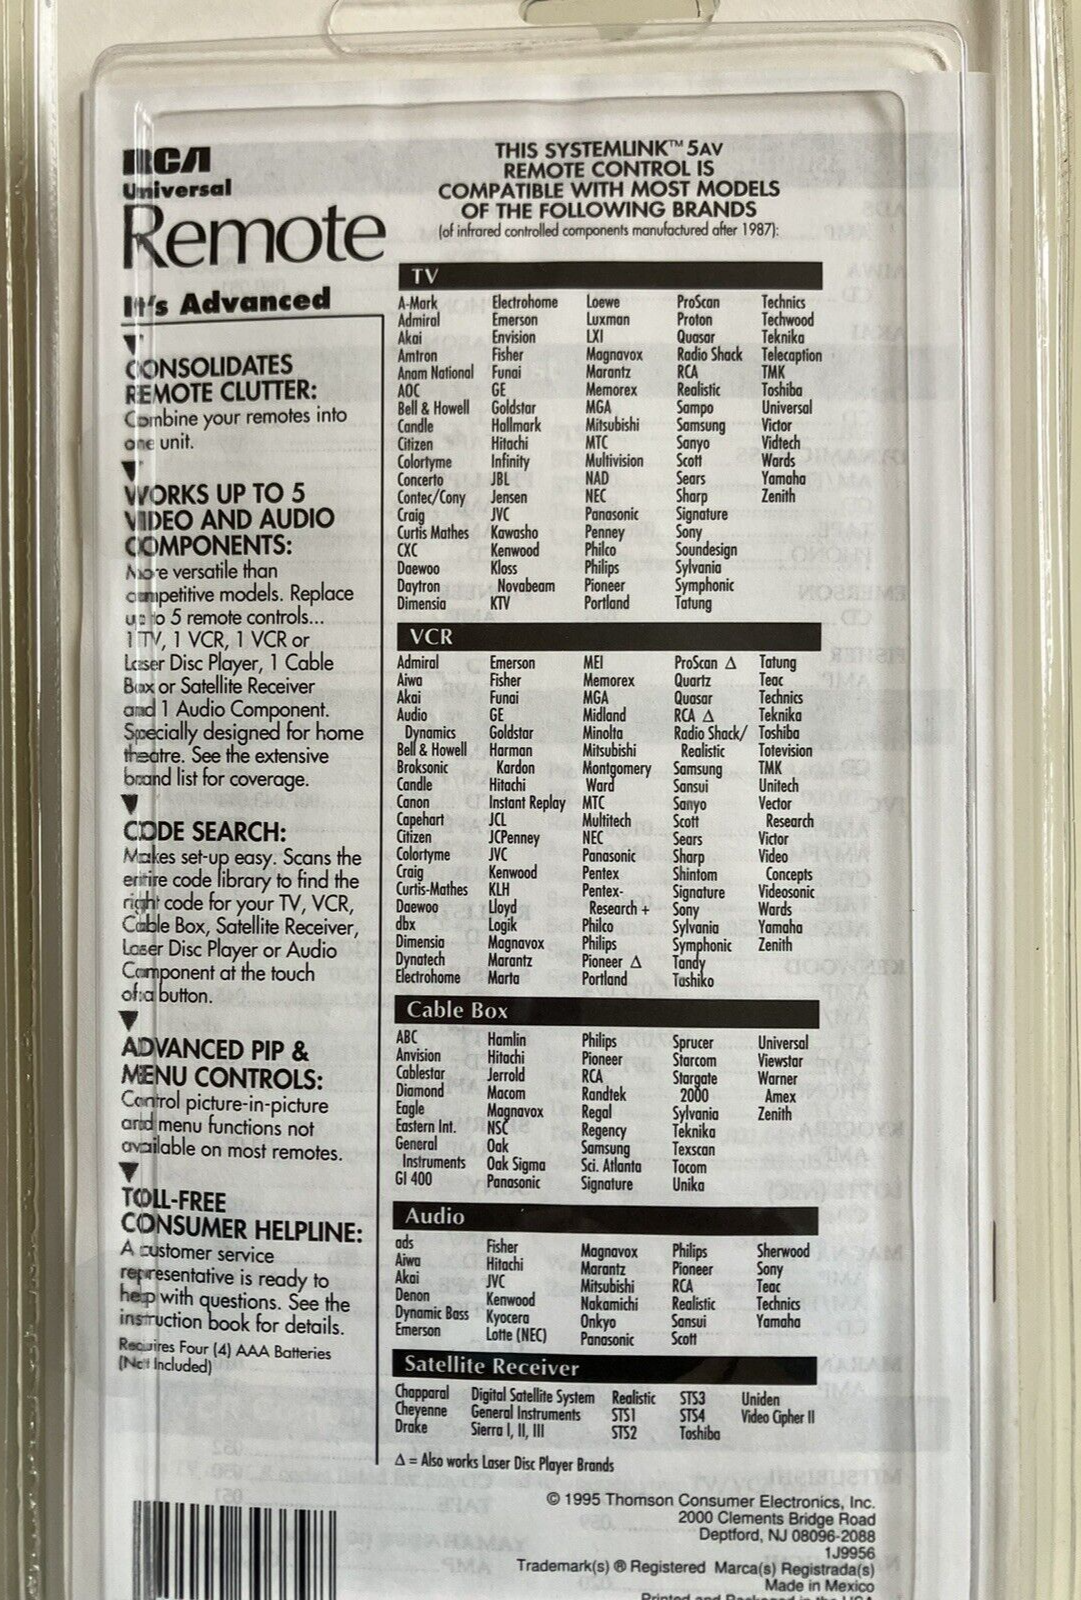 RCA
Universal
Remote
It's Advanced
CONSOLIDATES
REMOTE CLUTTER:
Combine your remotes into
one unit.
WORKS UP TO 5
VIDEO AND AUDIO
COMPONENTS:
More versatile than
competitive models. Replace
up to 5 remote controls...
1 TV, 1 VCR, 1 VCR or
Laser Disc Player, 1 Cable
Box or Satellite Receiver
and 1 Audio Component.
Specially designed for home
theatre. See the extensive
brand list for coverage.
CODE SEARCH:
Makes set-up easy. Scans the
entire code library to find the
right code for your TV, VCR,
Cable Box, Satellite Receiver,
Laser Disc Player or Audio
Component at the touch
of a button.
ADVANCED PIP &
MENU CONTROLS:
Control picture-in-picture
and menu functions not
available on most remotes.
TOLL-FREE
CONSUMER HELPLINE:
A customer service
representative is ready to
help with questions. See the
instruction book for details.
Requires Four (4) AAA Batteries
(Not Included)
THIS SYSTEMLINK™ 5AV
REMOTE CONTROL IS
COMPATIBLE WITH MOST MODELS
OF THE FOLLOWING BRANDS
(of infrared controlled components manufactured after 1987):
TV
A-Mark
Admiral
Akai
Amtron
Anam National
AOC
Bell & Howell
Candle
Citizen
Colortyme
Concerto
Contec/Cony
Craig
Curtis Mathes
CXC
Daewoo
Daytron
Dimensia
Electrohome
Emerson
Envision
Fisher
Funai
GE
Goldstar
Hallmark
Hitachi
Infinity
JBL
Jensen
JVC
Kawasho
Kenwood
Kloss
Novabeam
KTV
Loewe
Luxman
LXI
Magnavox
Marantz
Memorex
MGA
Mitsubishi
MTC
Multivision
NAD
NEC
Panasonic
Penney
Philco
Philips
Pioneer
Portland
ProScan
Proton
Quasar
Radio Shack
RCA
Realistic
Sampo
Samsung
Sanyo
Scott
Sears
Sharp
Signature
Sony
Soundesign
Sylvania
Symphonic
Tatung
Technics
Techwood
Teknika
Telecaption
TMK
Toshiba
Universal
Victor
Vidtech
Wards
Yamaha
Zenith
VCR
Admiral
Aiwa
Akai
Audio
Dynamics
Bell & Howell
Broksonic
Candle
Canon
Capehart
Citizen
Colortyme
Craig
Curtis-Mathes
Daewoo
dbx
Dimensia
Dynatech
Electrohome
Emerson
Fisher
Funai
GE
Goldstar
Harman
Kardon
Hitachi
Instant Replay
JCL
JCPenney
JVC
Kenwood
KLH
Lloyd
Logik
Magnavox
Marantz
Marta
MEI
Memorex
MGA
Midland
Minolta
Mitsubishi
Montgomery
Ward
MTC
Multitech
NEC
Panasonic
Pentex
Pentex-
Research +
Philco
Philips
Pioneer Δ
Portland
ProScan Δ
Quartz
Quasar
RCA Δ
Radio Shack/
Realistic
Samsung
Sansui
Sanyo
Scott
Sears
Sharp
Shintom
Signature
Sony
Sylvania
Symphonic
Tandy
Tashiko
Tatung
Teac
Technics
Teknika
Toshiba
Totevision
TMK
Unitech
Vector
Research
Victor
Video
Concepts
Videosonic
Wards
Yamaha
Zenith
Cable Box
ABC
Anvision
Cablestar
Diamond
Eagle
Eastern Int.
General
Instruments
GI 400
Hamlin
Hitachi
Jerrold
Macom
Magnavox
NSC
Oak
Oak Sigma
Panasonic
Philips
Pioneer
RCA
Randtek
Regal
Regency
Samsung
Sci. Atlanta
Signature
Sprucer
Starcom
Stargate
2000
Sylvania
Teknika
Texscan
Tocom
Unika
Universal
Viewstar
Warner
Amex
Zenith
Audio
ads
Aiwa
Akai
Denon
Dynamic Bass
Emerson
Fisher
Hitachi
JVC
Kenwood
Kyocera
Lotte (NEC)
Magnavox
Marantz
Mitsubishi
Nakamichi
Onkyo
Panasonic
Philips
Pioneer
RCA
Realistic
Sansui
Scott
Sherwood
Sony
Teac
Technics
Yamaha
Satellite Receiver
Chapparal
Cheyenne
Drake
Digital Satellite System
General Instruments
Sierra I, II, III
Realistic
STS1
STS2
STS3
STS4
Toshiba
Uniden
Video Cipher II
Δ = Also works Laser Disc Player Brands
© 1995 Thomson Consumer Electronics, Inc.
2000 Clements Bridge Road
Deptford, NJ 08096-2088
1J9956
Trademark(s) ® Registered Marca(s) Registrada(s)
Made in Mexico
Printed and Packaged in the USA